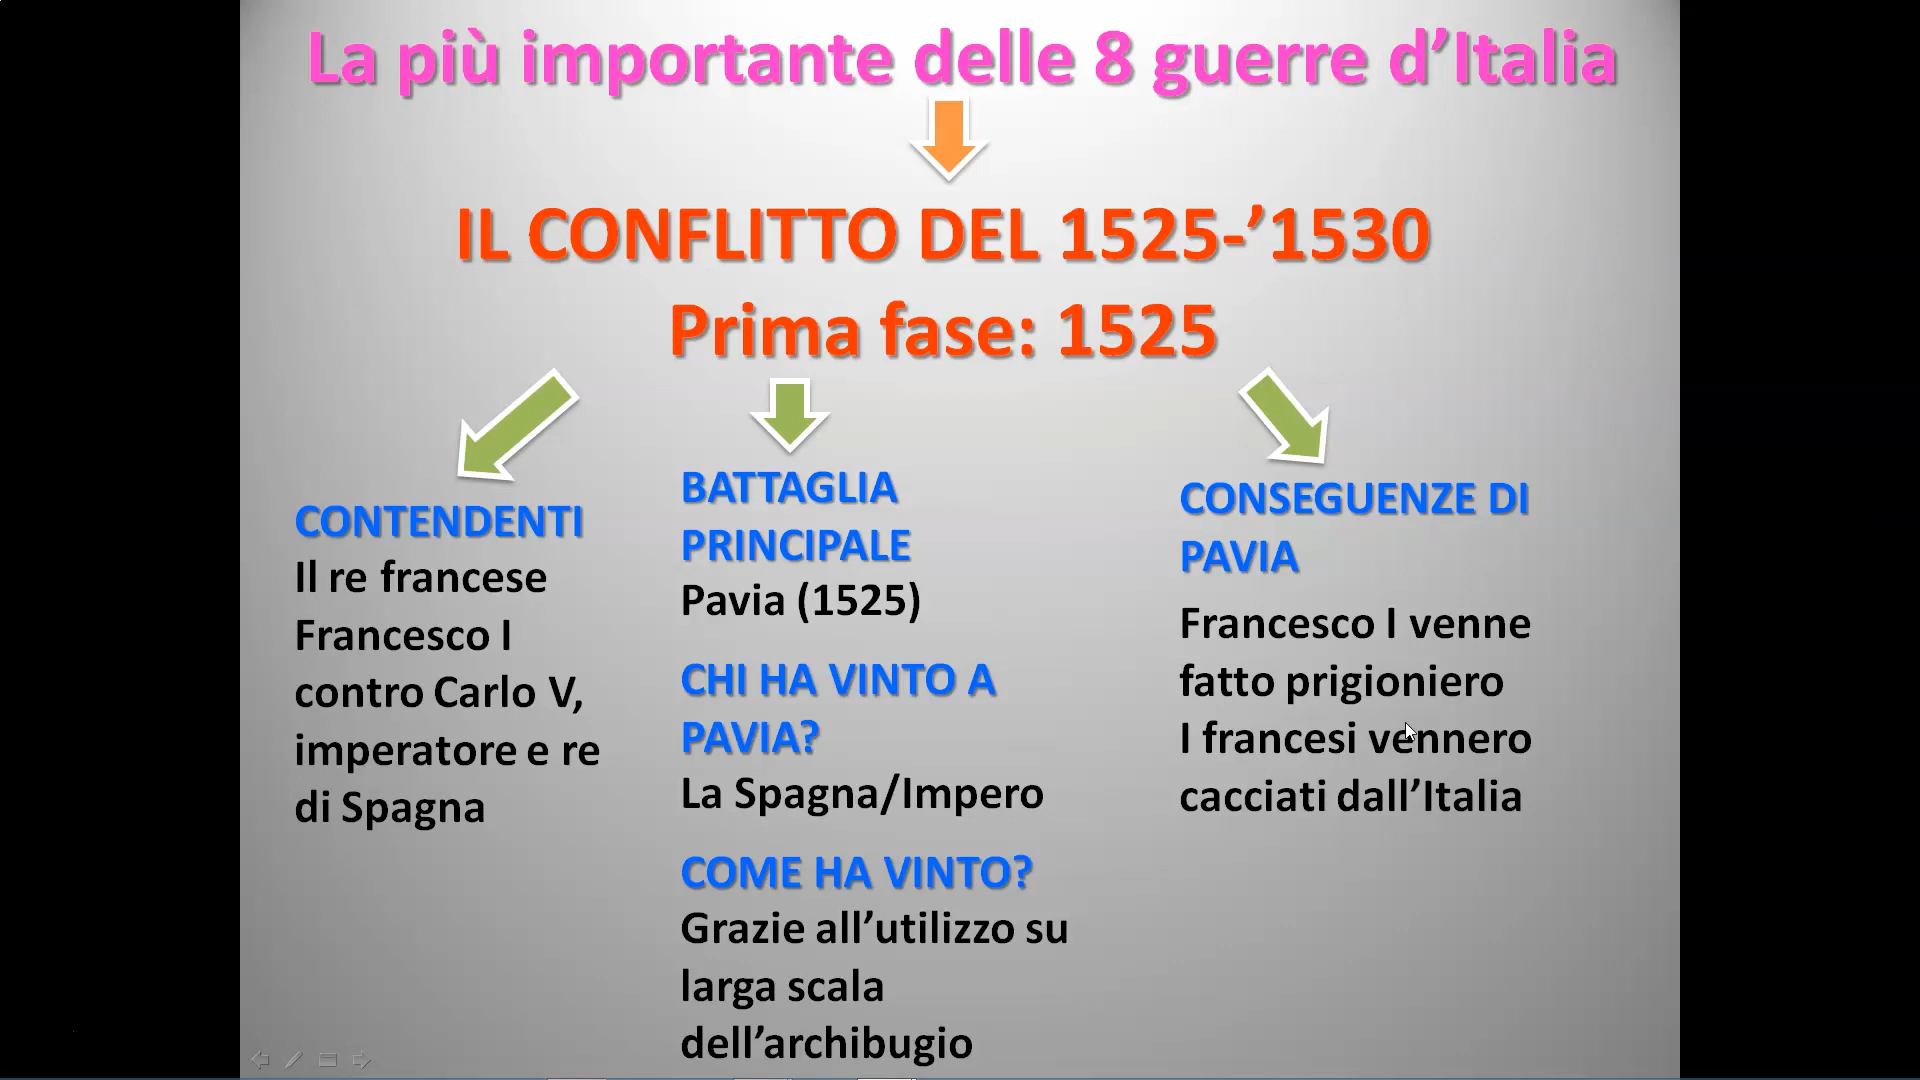 La più importante delle 8 guerre d’Italia
IL CONFLITTO DEL 1525-’1530
Prima fase: 1525
CONTENDENTI
Il re francese
Francesco I
contro Carlo V,
imperatore e re
di Spagna
BATTAGLIA
PRINCIPALE
Pavia (1525)
CHI HA VINTO A
PAVIA?
La Spagna/Impero
COME HA VINTO?
Grazie all’utilizzo su
larga scala
dell’archibugio
CONSEGUENZE DI
PAVIA
Francesco I venne
fatto prigioniero
I francesi vennero
cacciati dall’Italia